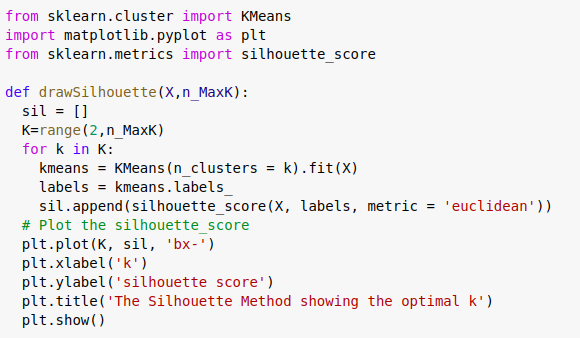 from sklearn.cluster import KMeans
import matplotlib.pyplot as plt
from sklearn.metrics import silhouette_score

def drawSilhouette(X,n_MaxK):
  sil = []
  K=range(2,n_MaxK)
  for k in K:
    kmeans = KMeans(n_clusters = k).fit(X)
    labels = kmeans.labels_
    sil.append(silhouette_score(X, labels, metric = 'euclidean'))
  # Plot the silhouette_score
  plt.plot(K, sil, 'bx-')
  plt.xlabel('k')
  plt.ylabel('silhouette score')
  plt.title('The Silhouette Method showing the optimal k')
  plt.show()